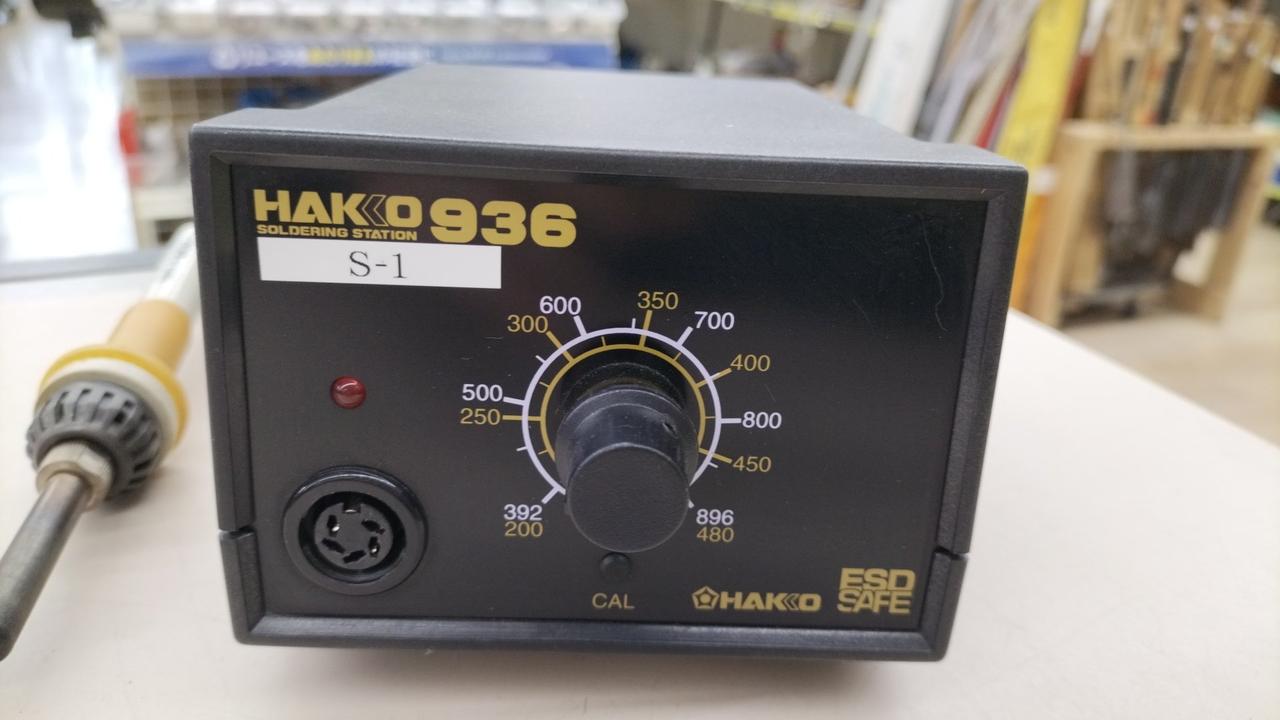 HAKKO 936
SOLDERING STATION
S-1
600
350
300
700
400
500
250
800
450
392
200
896
480
CAL
HAKKO
ESD
SAFE